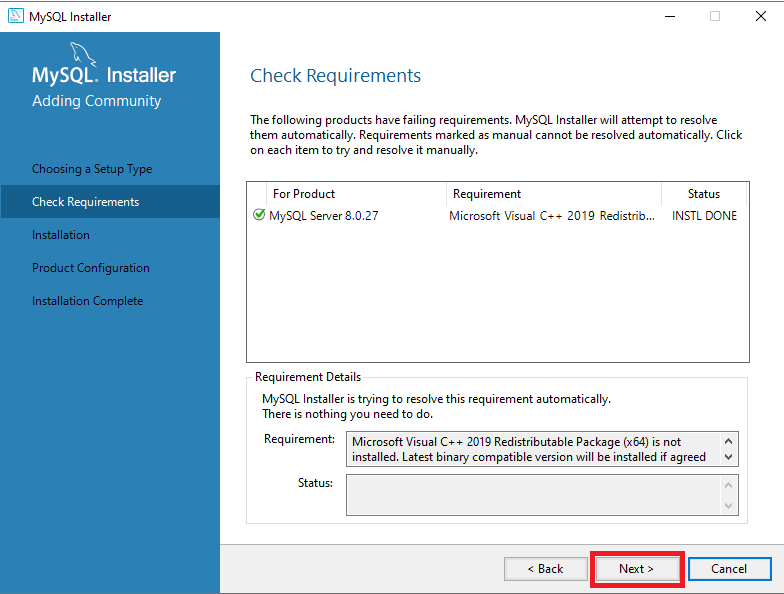 MySQL Installer
MySQL. Installer
Adding Community
Choosing a Setup Type
Check Requirements
Installation
Product Configuration
Installation Complete
Check Requirements
The following products have failing requirements. MySQL Installer will attempt to resolve
them automatically. Requirements marked as manual cannot be resolved automatically. Click
on each item to try and resolve it manually.
For Product Requirement Status
MySQL Server 8.0.27 Microsoft Visual C++ 2019 Redistrib... INSTL DONE
Requirement Details
MySQL Installer is trying to resolve this requirement automatically.
There is nothing you need to do.
Requirement: Microsoft Visual C++ 2019 Redistributable Package (x64) is not
installed. Latest binary compatible version will be installed if agreed
Status:
< Back Next > Cancel